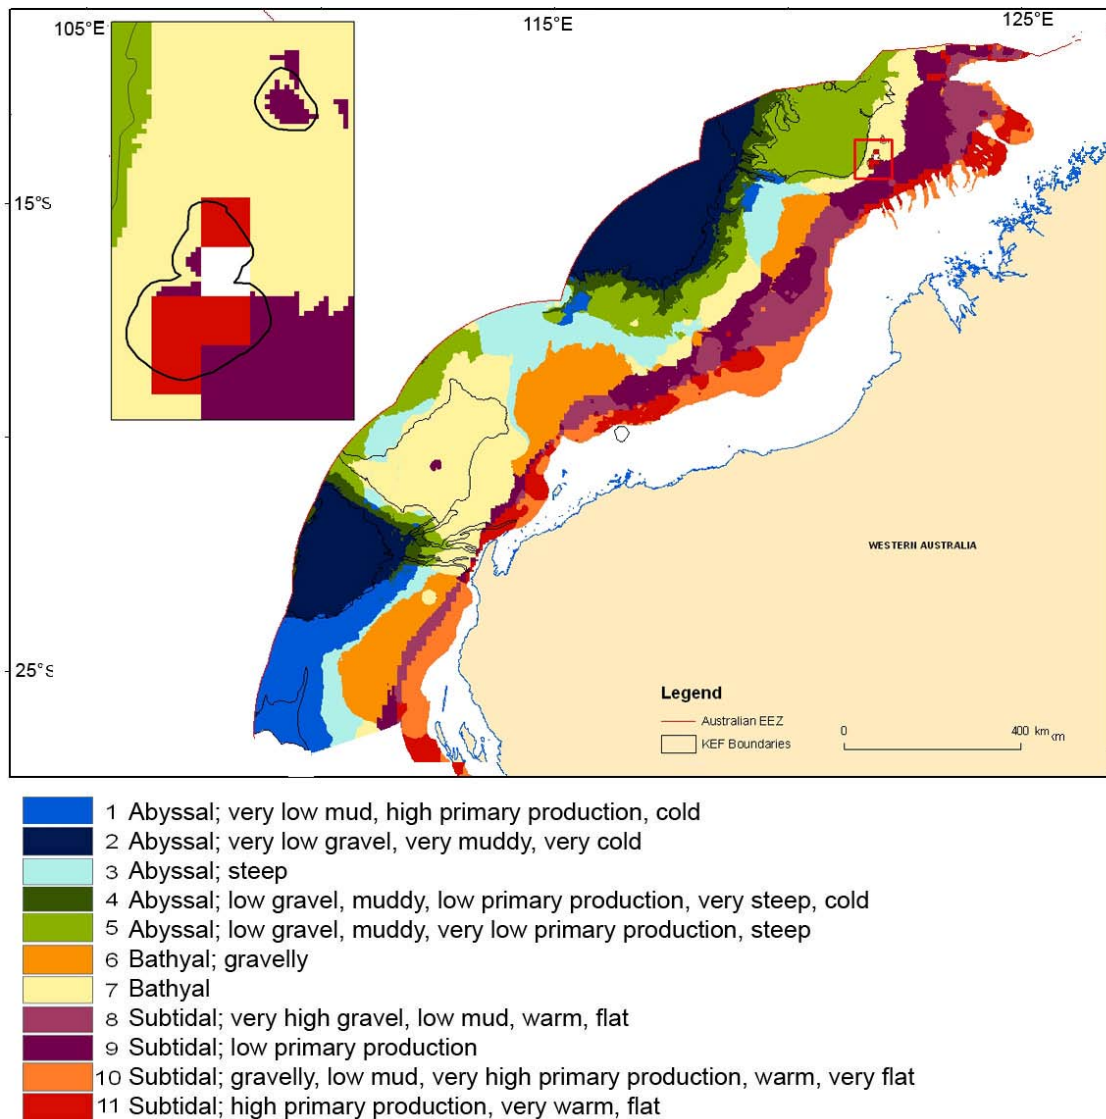 105°E
115°E
125°E
15°S
25°S
WESTERN AUSTRALIA
Legend
Australian EEZ
KEF Boundaries
0 400 km km
1 Abyssal; very low mud, high primary production, cold
2 Abyssal; very low gravel, very muddy, very cold
3 Abyssal; steep
4 Abyssal; low gravel, muddy, low primary production, very steep, cold
5 Abyssal; low gravel, muddy, very low primary production, steep
6 Bathyal; gravelly
7 Bathyal
8 Subtidal; very high gravel, low mud, warm, flat
9 Subtidal; low primary production
10 Subtidal; gravelly, low mud, very high primary production, warm, very flat
11 Subtidal; high primary production, very warm, flat